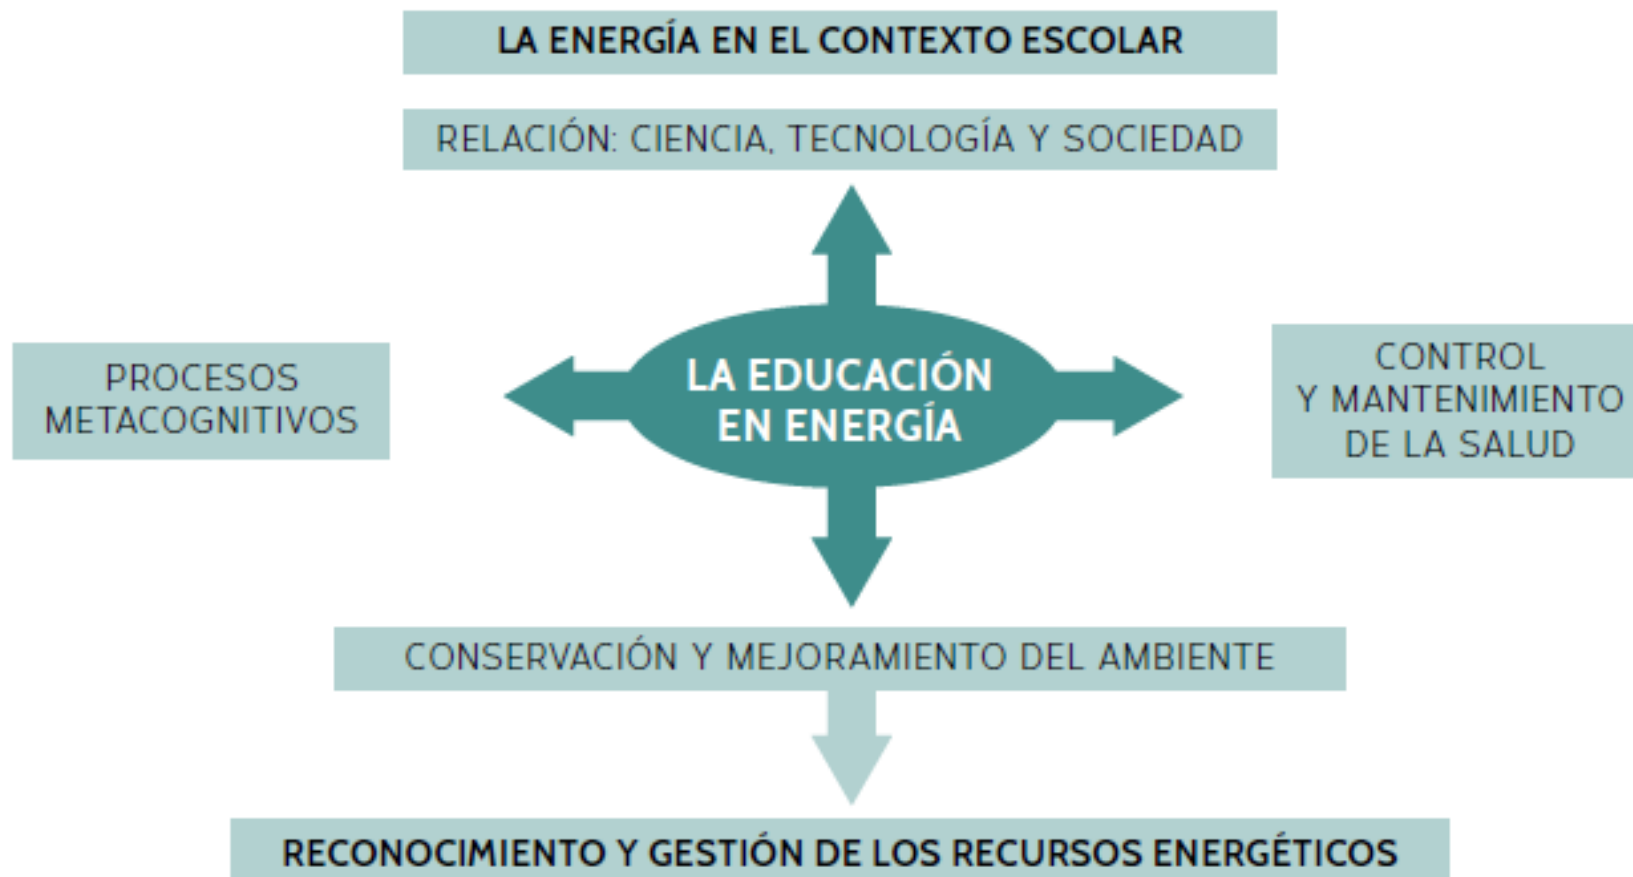 LA ENERGÍA EN EL CONTEXTO ESCOLAR
RELACIÓN: CIENCIA, TECNOLOGÍA Y SOCIEDAD
PROCESOS
METACOGNITIVOS
LA EDUCACIÓN
EN ENERGÍA
CONTROL
Y MANTENIMIENTO
DE LA SALUD
CONSERVACIÓN Y MEJORAMIENTO DEL AMBIENTE
RECONOCIMIENTO Y GESTIÓN DE LOS RECURSOS ENERGÉTICOS